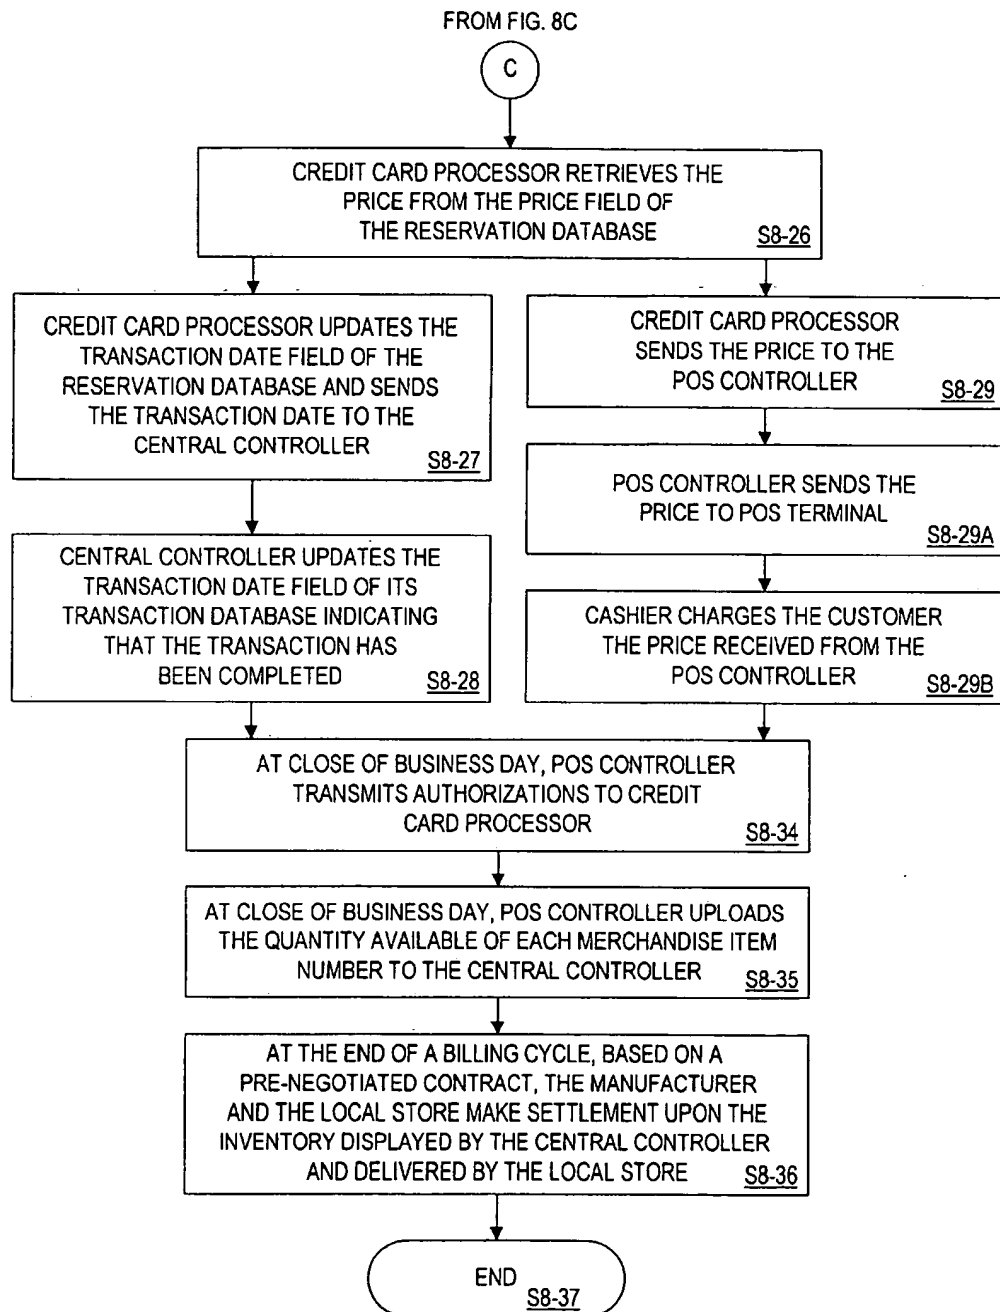 FROM FIG. 8C
C
CREDIT CARD PROCESSOR RETRIEVES THE
PRICE FROM THE PRICE FIELD OF
THE RESERVATION DATABASE
S8-26
CREDIT CARD PROCESSOR UPDATES THE
TRANSACTION DATE FIELD OF THE
RESERVATION DATABASE AND SENDS
THE TRANSACTION DATE TO THE
CENTRAL CONTROLLER
S8-27
CENTRAL CONTROLLER UPDATES THE
TRANSACTION DATE FIELD OF ITS
TRANSACTION DATABASE INDICATING
THAT THE TRANSACTION HAS
BEEN COMPLETED
S8-28
CREDIT CARD PROCESSOR
SENDS THE PRICE TO THE
POS CONTROLLER
S8-29
POS CONTROLLER SENDS THE
PRICE TO POS TERMINAL
S8-29A
CASHIER CHARGES THE CUSTOMER
THE PRICE RECEIVED FROM THE
POS CONTROLLER
S8-29B
AT CLOSE OF BUSINESS DAY, POS CONTROLLER
TRANSMITS AUTHORIZATIONS TO CREDIT
CARD PROCESSOR
S8-34
AT CLOSE OF BUSINESS DAY, POS CONTROLLER UPLOADS
THE QUANTITY AVAILABLE OF EACH MERCHANDISE ITEM
NUMBER TO THE CENTRAL CONTROLLER
S8-35
AT THE END OF A BILLING CYCLE, BASED ON A
PRE-NEGOTIATED CONTRACT, THE MANUFACTURER
AND THE LOCAL STORE MAKE SETTLEMENT UPON THE
INVENTORY DISPLAYED BY THE CENTRAL CONTROLLER
AND DELIVERED BY THE LOCAL STORE
S8-36
END
S8-37